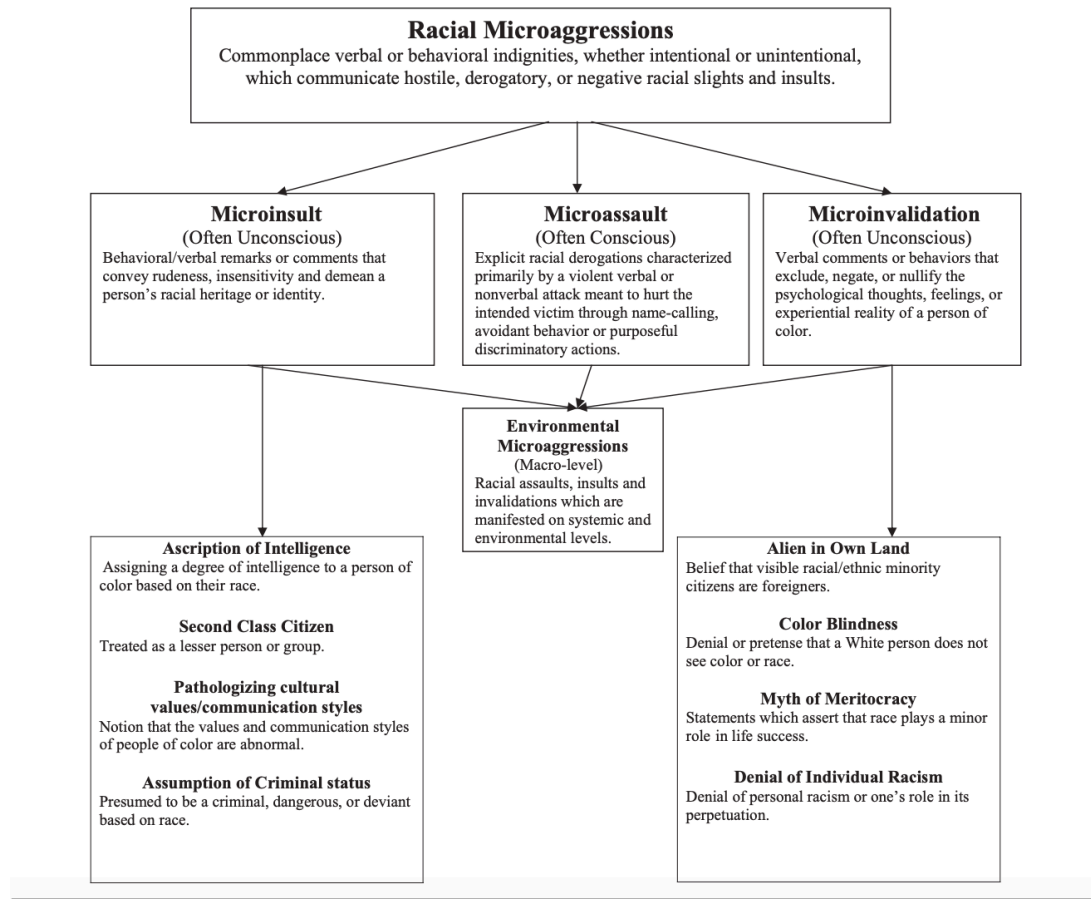 Racial Microaggressions
Commonplace verbal or behavioral indignities, whether intentional or unintentional,
which communicate hostile, derogatory, or negative racial slights and insults.
Microinsult
(Often Unconscious)
Behavioral/verbal remarks or comments that
convey rudeness, insensitivity and demean a
person's racial heritage or identity.
Microassault
(Often Conscious)
Explicit racial derogations characterized
primarily by a violent verbal or
nonverbal attack meant to hurt the
intended victim through name-calling,
avoidant behavior or purposeful
discriminatory actions.
Microinvalidation
(Often Unconscious)
Verbal comments or behaviors that
exclude, negate, or nullify the
psychological thoughts, feelings, or
experiential reality of a person of
color.
Environmental
Microaggressions
(Macro-level)
Racial assaults, insults and
invalidations which are
manifested on systemic and
environmental levels.
Ascription of Intelligence
Assigning a degree of intelligence to a person of
color based on their race.
Second Class Citizen
Treated as a lesser person or group.
Pathologizing cultural
values/communication styles
Notion that the values and communication styles
of people of color are abnormal.
Assumption of Criminal status
Presumed to be a criminal, dangerous, or deviant
based on race.
Alien in Own Land
Belief that visible racial/ethnic minority
citizens are foreigners.
Color Blindness
Denial or pretense that a White person does not
see color or race.
Myth of Meritocracy
Statements which assert that race plays a minor
role in life success.
Denial of Individual Racism
Denial of personal racism or one's role in its
perpetuation.